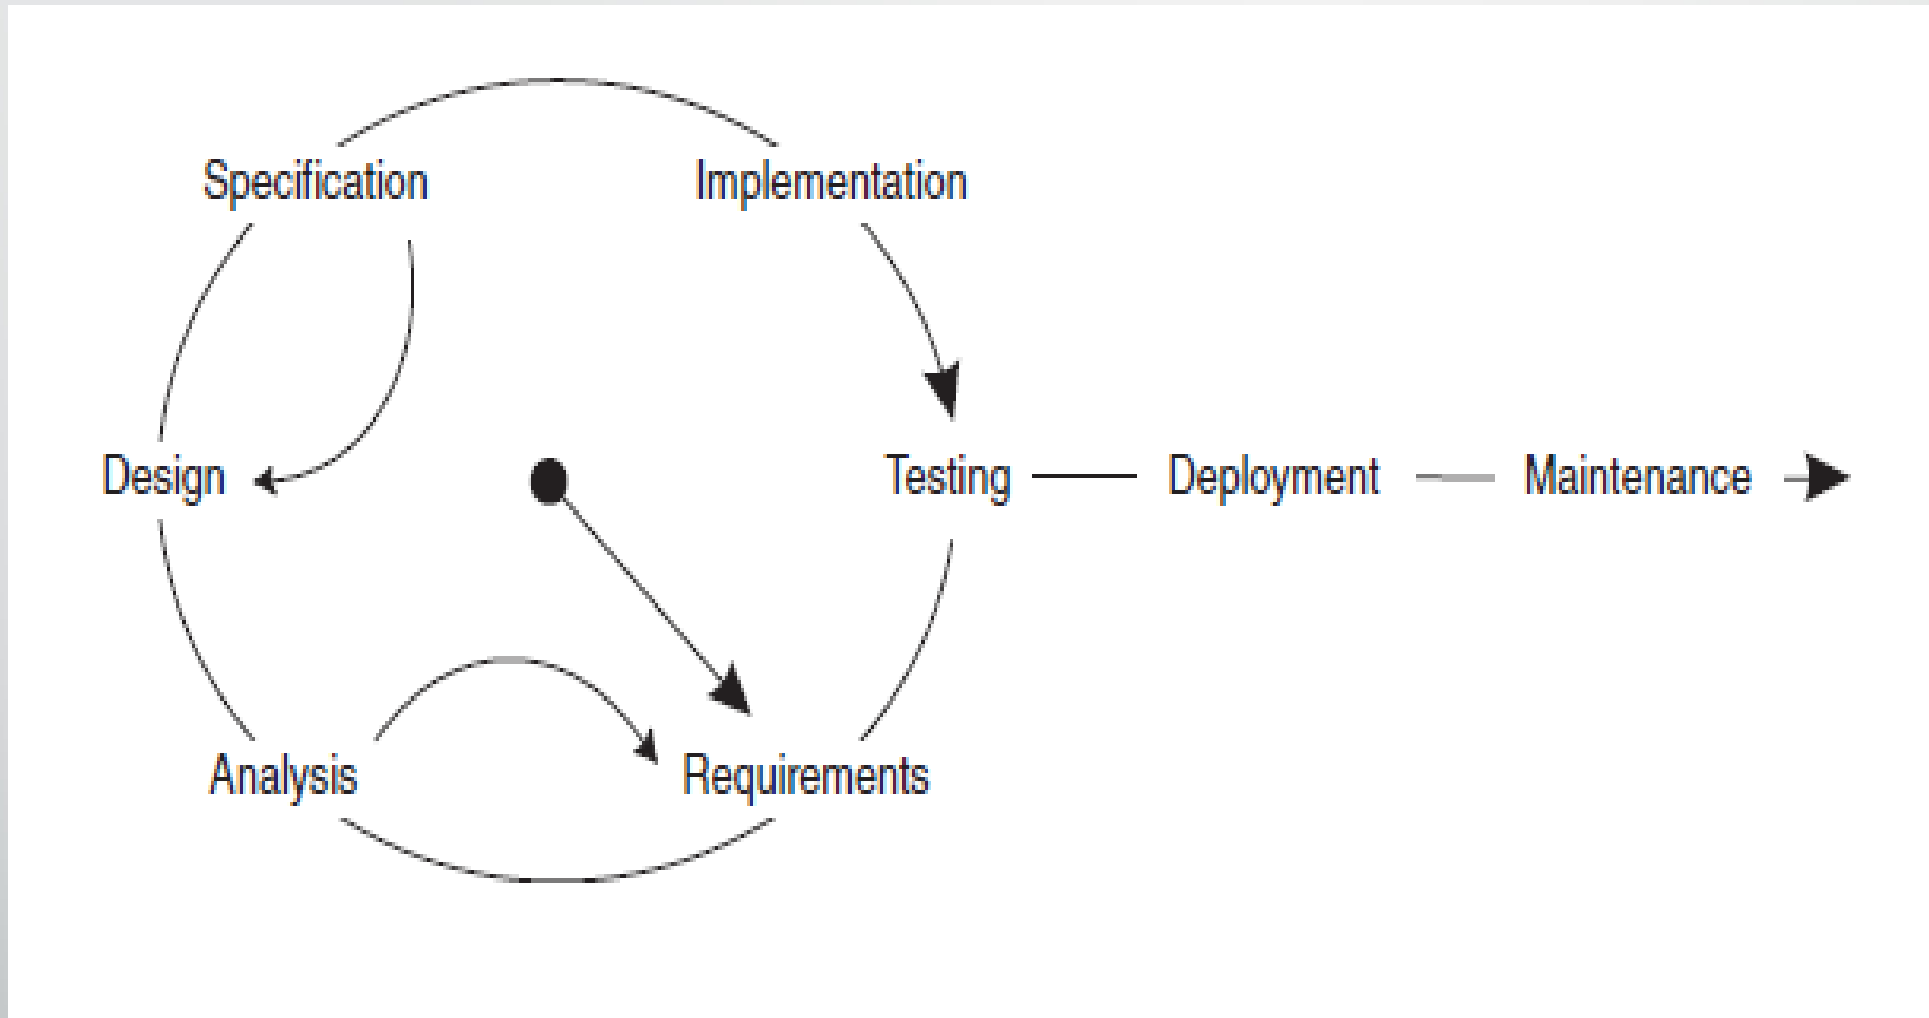 Specification
Implementation
Design
Testing
Deployment
Maintenance
Analysis
Requirements